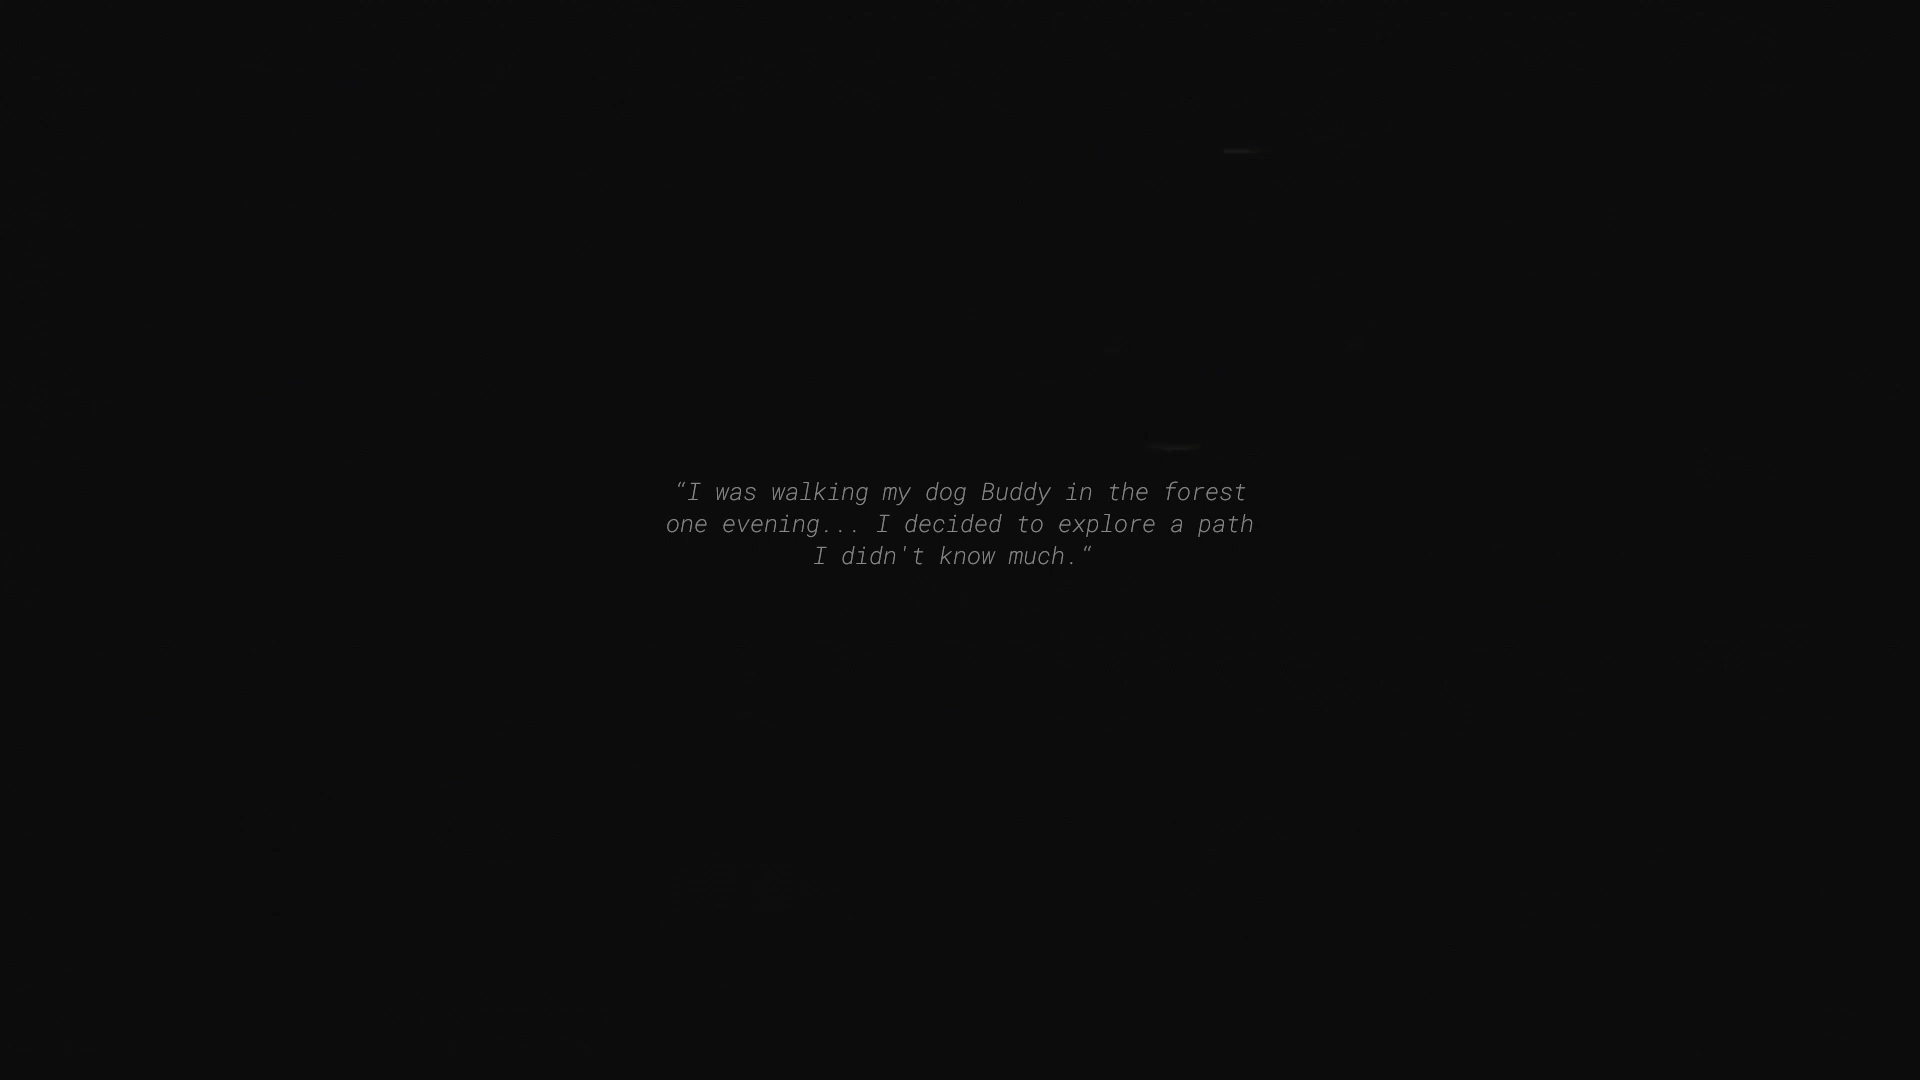 “I was walking my dog Buddy in the forest
one evening... I decided to explore a path
I didn't know much.“